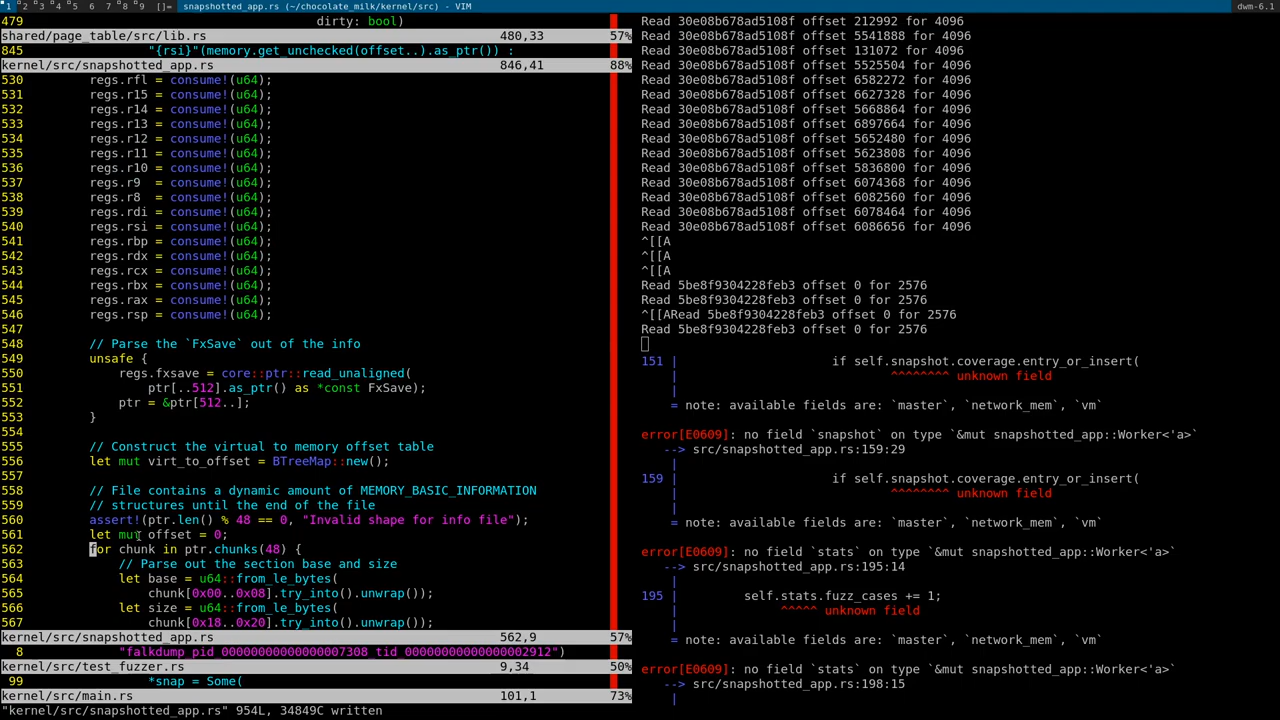 1 2 3 4 5 6 7 8 9 []= snapshotted_app.rs (~/chocolate_milk/kernel/src) - VIM dwm-6.1
479 dirty: bool)
shared/page_table/src/lib.rs 480,33 57%
845 "{rsi}"(memory.get_unchecked(offset..).as_ptr()) :
kernel/src/snapshotted_app.rs 846,41 88%
530 regs.rfl = consume!(u64);
531 regs.r15 = consume!(u64);
532 regs.r14 = consume!(u64);
533 regs.r13 = consume!(u64);
534 regs.r12 = consume!(u64);
535 regs.r11 = consume!(u64);
536 regs.r10 = consume!(u64);
537 regs.r9  = consume!(u64);
538 regs.r8  = consume!(u64);
539 regs.rdi = consume!(u64);
540 regs.rsi = consume!(u64);
541 regs.rbp = consume!(u64);
542 regs.rdx = consume!(u64);
543 regs.rcx = consume!(u64);
544 regs.rbx = consume!(u64);
545 regs.rax = consume!(u64);
546 regs.rsp = consume!(u64);
547
548 // Parse the `FxSave` out of the info
549 unsafe {
550 regs.fxsave = core::ptr::read_unaligned(
551 ptr[..512].as_ptr() as *const FxSave);
552 ptr = &ptr[512..];
553 }
554
555 // Construct the virtual to memory offset table
556 let mut virt_to_offset = BTreeMap::new();
557
558 // File contains a dynamic amount of MEMORY_BASIC_INFORMATION
559 // structures until the end of the file
560 assert!(ptr.len() % 48 == 0, "Invalid shape for info file");
561 let mut offset = 0;
562 for chunk in ptr.chunks(48) {
563 // Parse out the section base and size
564 let base = u64::from_le_bytes(
565 chunk[0x00..0x08].try_into().unwrap());
566 let size = u64::from_le_bytes(
567 chunk[0x18..0x20].try_into().unwrap());
kernel/src/snapshotted_app.rs 562,9 57%
8 "falkdump_pid_00000000000000007308_tid_00000000000000002912")
kernel/src/test_fuzzer.rs 9,34 50%
99 *snap = Some(
kernel/src/main.rs 101,1 73%
"kernel/src/snapshotted_app.rs" 954L, 34849C written
Read 30e08b678ad5108f offset 212992 for 4096
Read 30e08b678ad5108f offset 5541888 for 4096
Read 30e08b678ad5108f offset 131072 for 4096
Read 30e08b678ad5108f offset 5525504 for 4096
Read 30e08b678ad5108f offset 6582272 for 4096
Read 30e08b678ad5108f offset 6627328 for 4096
Read 30e08b678ad5108f offset 5668864 for 4096
Read 30e08b678ad5108f offset 6897664 for 4096
Read 30e08b678ad5108f offset 5652480 for 4096
Read 30e08b678ad5108f offset 5623808 for 4096
Read 30e08b678ad5108f offset 5836800 for 4096
Read 30e08b678ad5108f offset 6074368 for 4096
Read 30e08b678ad5108f offset 6082560 for 4096
Read 30e08b678ad5108f offset 6078464 for 4096
Read 30e08b678ad5108f offset 6086656 for 4096
^[[A
^[[A
^[[A
Read 5be8f9304228feb3 offset 0 for 2576
Read 5be8f9304228feb3 offset 0 for 2576
^[[ARead 5be8f9304228feb3 offset 0 for 2576
Read 5be8f9304228feb3 offset 0 for 2576
151 | if self.snapshot.coverage.entry_or_insert(
| ^^^^^^^^ unknown field
|
= note: available fields are: `master`, `network_mem`, `vm`
error[E0609]: no field `snapshot` on type `&mut snapshotted_app::Worker<'a>`
--> src/snapshotted_app.rs:159:29
|
159 | if self.snapshot.coverage.entry_or_insert(
| ^^^^^^^^ unknown field
|
= note: available fields are: `master`, `network_mem`, `vm`
error[E0609]: no field `stats` on type `&mut snapshotted_app::Worker<'a>`
--> src/snapshotted_app.rs:195:14
|
195 | self.stats.fuzz_cases += 1;
| ^^^^^ unknown field
|
= note: available fields are: `master`, `network_mem`, `vm`
error[E0609]: no field `stats` on type `&mut snapshotted_app::Worker<'a>`
--> src/snapshotted_app.rs:198:15
|